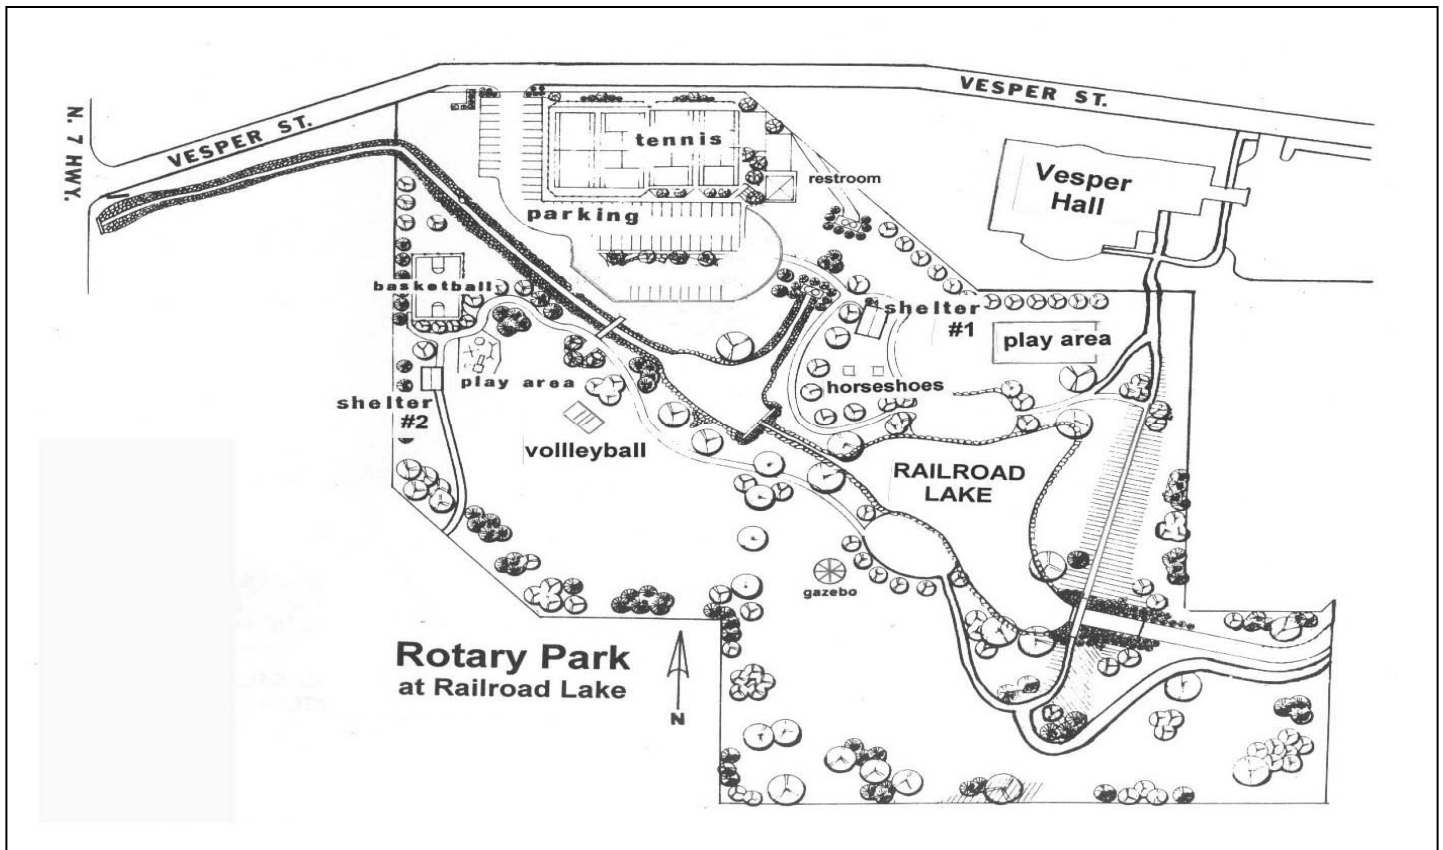 VESPER ST.
VESPER ST.
N. 7 HWY.
tennis
restroom
Vesper
Hall
parking
basketball
shelter
#1
play area
play area
horseshoes
shelter
#2
vollleyball
RAILROAD
LAKE
gazebo
Rotary Park
at Railroad Lake
N